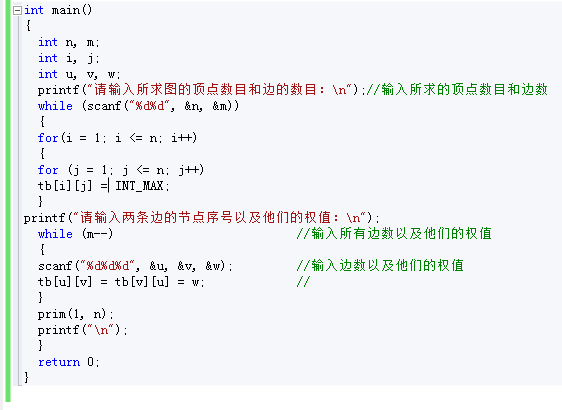 int main()
{
int n, m;
int i, j;
int u, v, w;
printf("请输入所求图的顶点数目和边的数目：\n");//输入所求的顶点数目和边数
while (scanf("%d%d", &n, &m))
{
for(i = 1; i <= n; i++)
{
for (j = 1; j <= n; j++)
tb[i][j] = INT_MAX;
}
printf("请输入两条边的节点序号以及他们的权值：\n");
while (m--) //输入所有边数以及他们的权值
{
scanf("%d%d%d", &u, &v, &w); //输入边数以及他们的权值
tb[u][v] = tb[v][u] = w; //
}
prim(1, n);
printf("\n");
}
return 0;
}